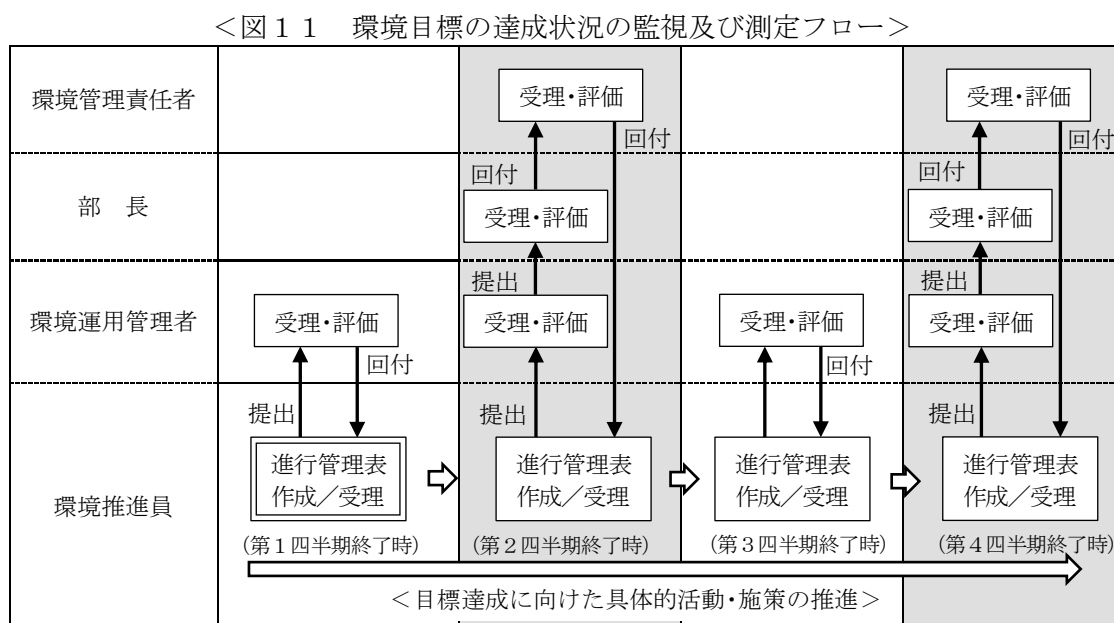 ＜図１１　環境目標の達成状況の監視及び測定フロー＞
環境管理責任者
受理・評価
回付
受理・評価
回付
部　長
回付
受理・評価
回付
受理・評価
環境運用管理者
受理・評価
回付
提出
受理・評価
受理・評価
回付
提出
受理・評価
環境推進員
提出
進行管理表
作成／受理
(第１四半期終了時)
提出
進行管理表
作成／受理
(第２四半期終了時)
進行管理表
作成／受理
(第３四半期終了時)
提出
進行管理表
作成／受理
(第４四半期終了時)
＜目標達成に向けた具体的活動・施策の推進＞